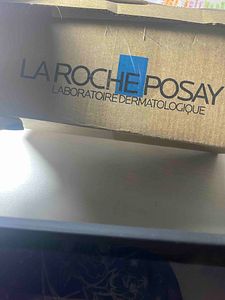 LA ROCHE POSAY
LABORATOIRE DERMATOLOGIQUE